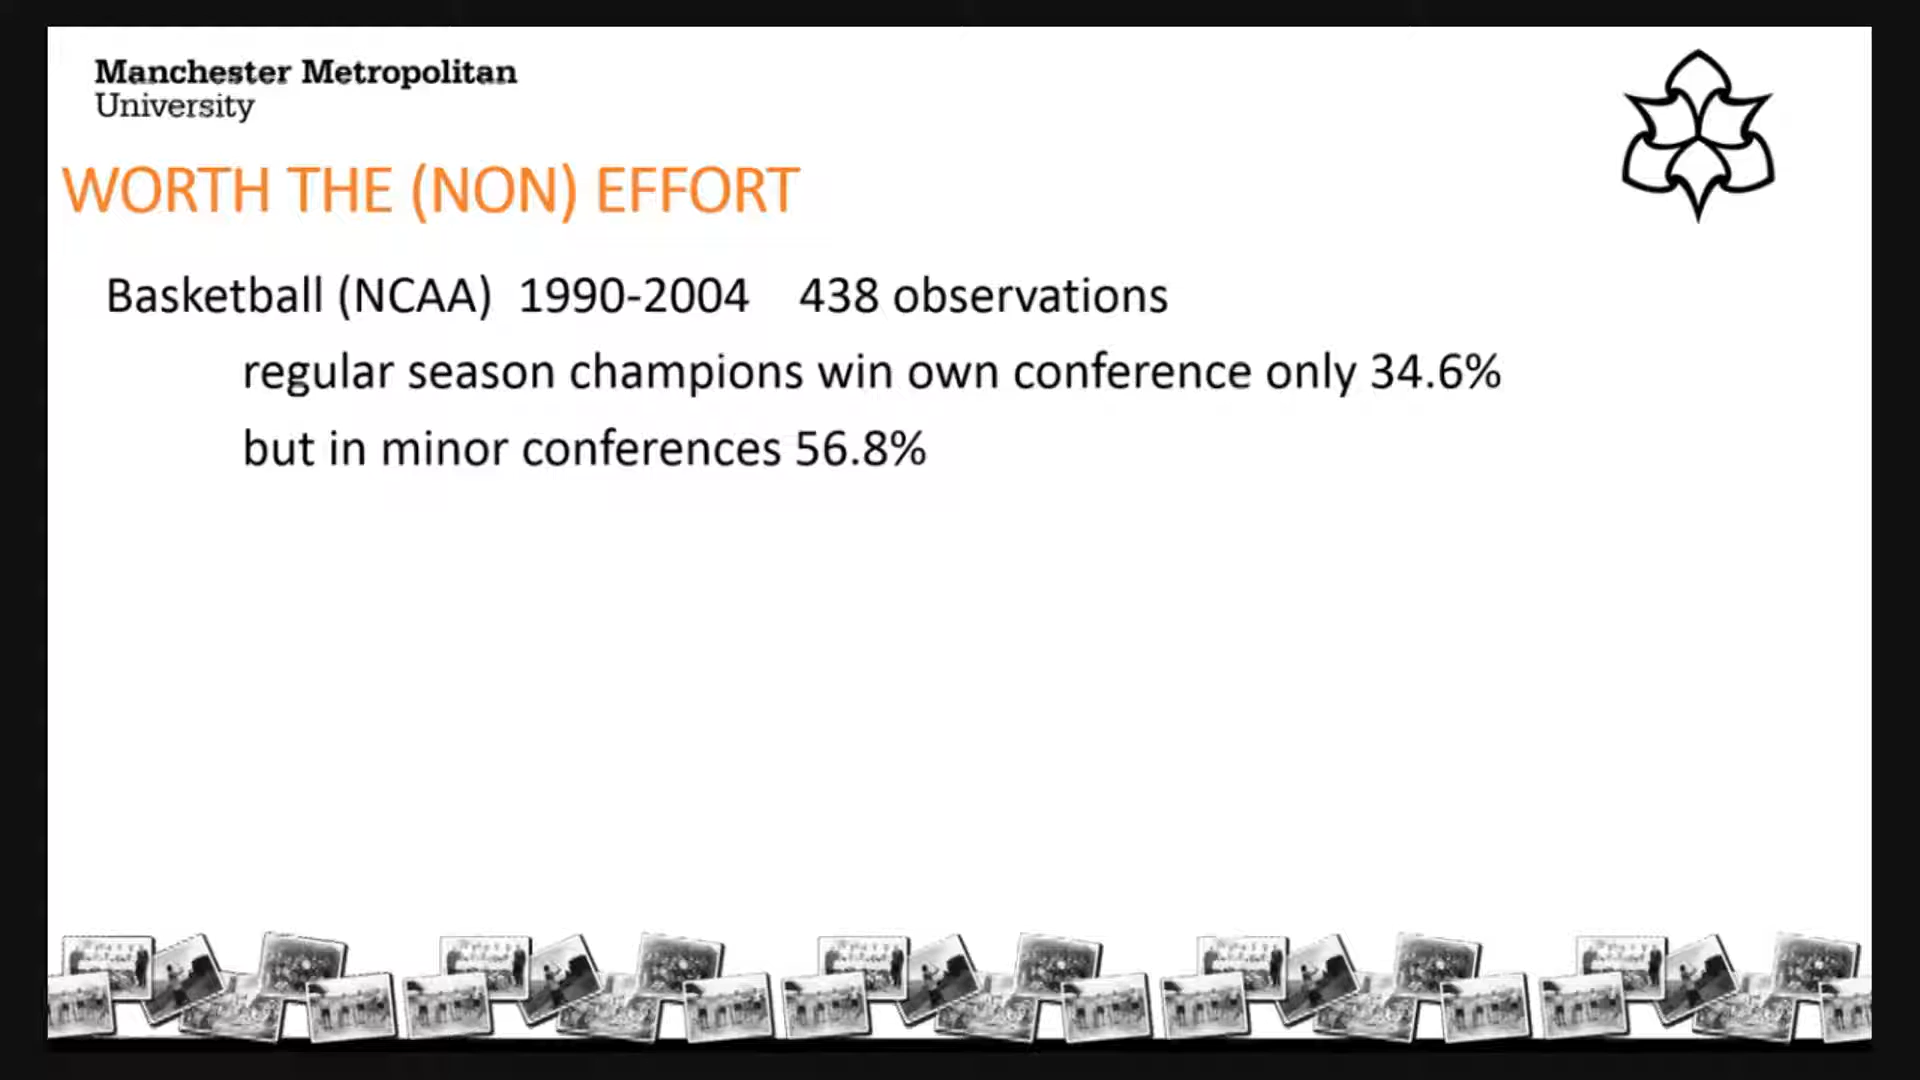 Manchester Metropolitan
University
WORTH THE (NON) EFFORT
Basketball (NCAA) 1990-2004 438 observations
regular season champions win own conference only 34.6%
but in minor conferences 56.8%